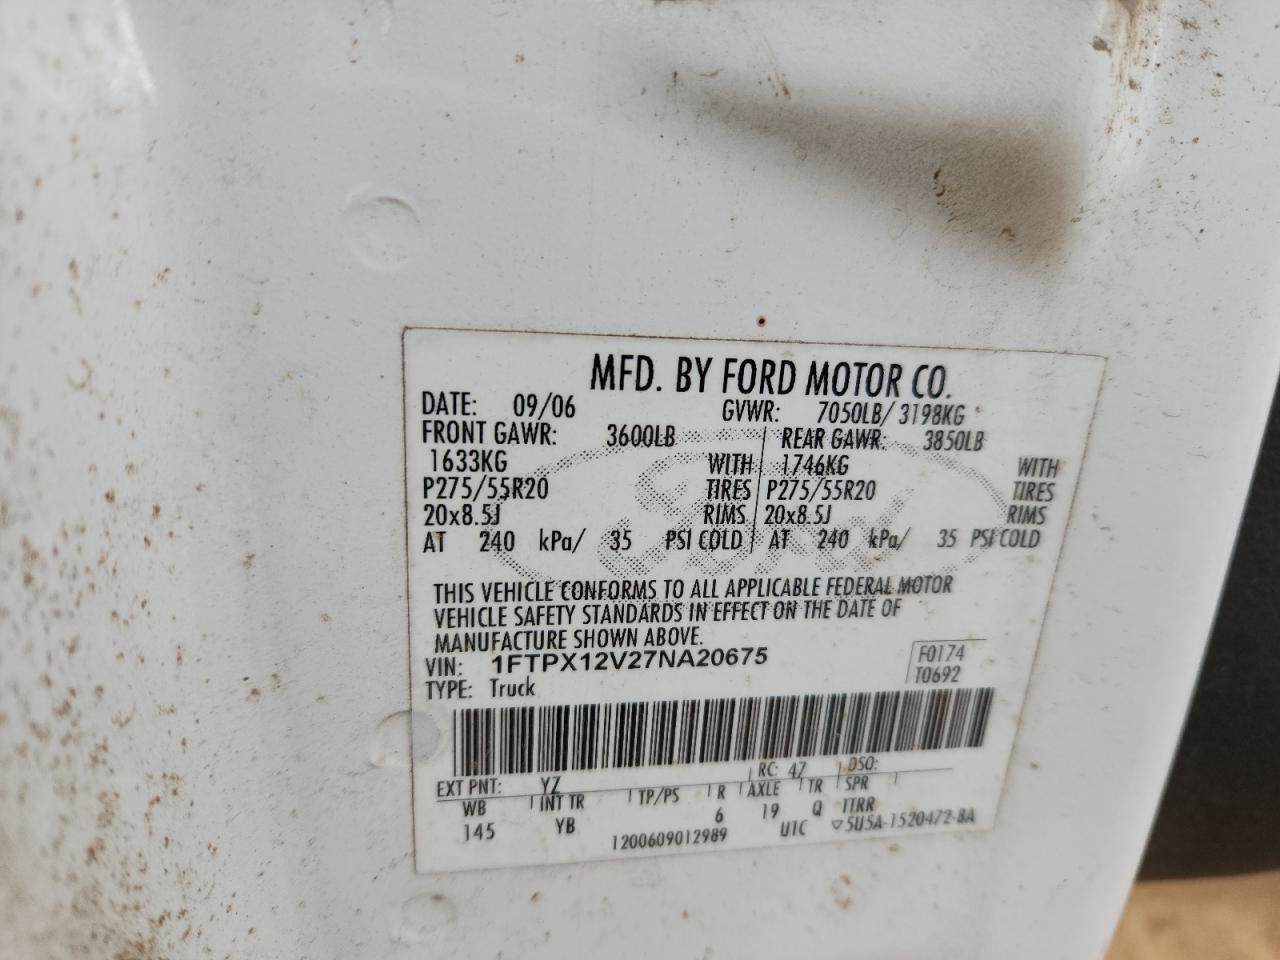 MFD. BY FORD MOTOR CO.
DATE: 09/06 GVWR: 7050LB/ 3198KG
FRONT GAWR: 3600LB REAR GAWR: 3850LB
1633KG WITH 1746KG WITH
P275/55R20 TIRES P275/55R20 TIRES
20x8.5J RIMS 20x8.5J RIMS
AT 240 kPa/ 35 PSI COLD AT 240 kPa/ 35 PSI COLD
THIS VEHICLE CONFORMS TO ALL APPLICABLE FEDERAL MOTOR
VEHICLE SAFETY STANDARDS IN EFFECT ON THE DATE OF
MANUFACTURE SHOWN ABOVE.
VIN: 1FTPX12V27NA20675 F0174
TYPE: Truck T0692
EXT PNT: YZ RC: 47 DSO:
WB INT TR TP/PS R AXLE TR SPR
145 YB 6 19 Q TTRR
1200609012989 UTC ▽5U5A-1520472-BA